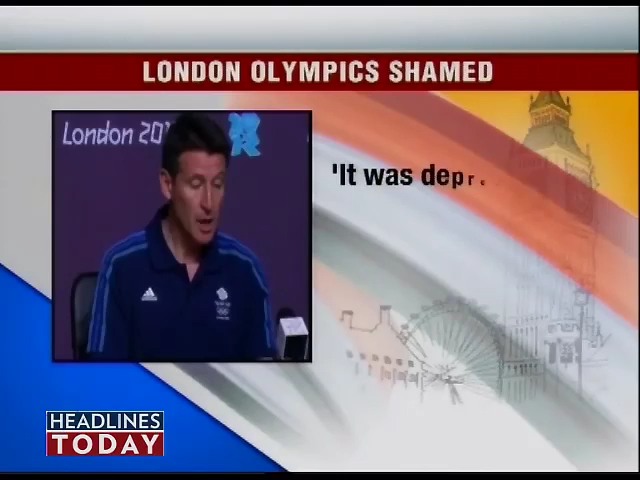 LONDON OLYMPICS SHAMED
London 20
'It was depr
HEADLINES
TODAY